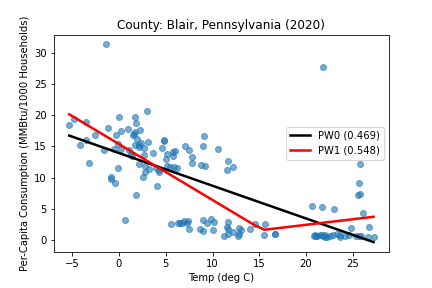 County: Blair, Pennsylvania (2020)
Per-Capita Consumption (MMBtu/1000 Households)
30
25
20
15
10
5
0
PW0 (0.469)
PW1 (0.548)
−5 0 5 10 15 20 25
Temp (deg C)